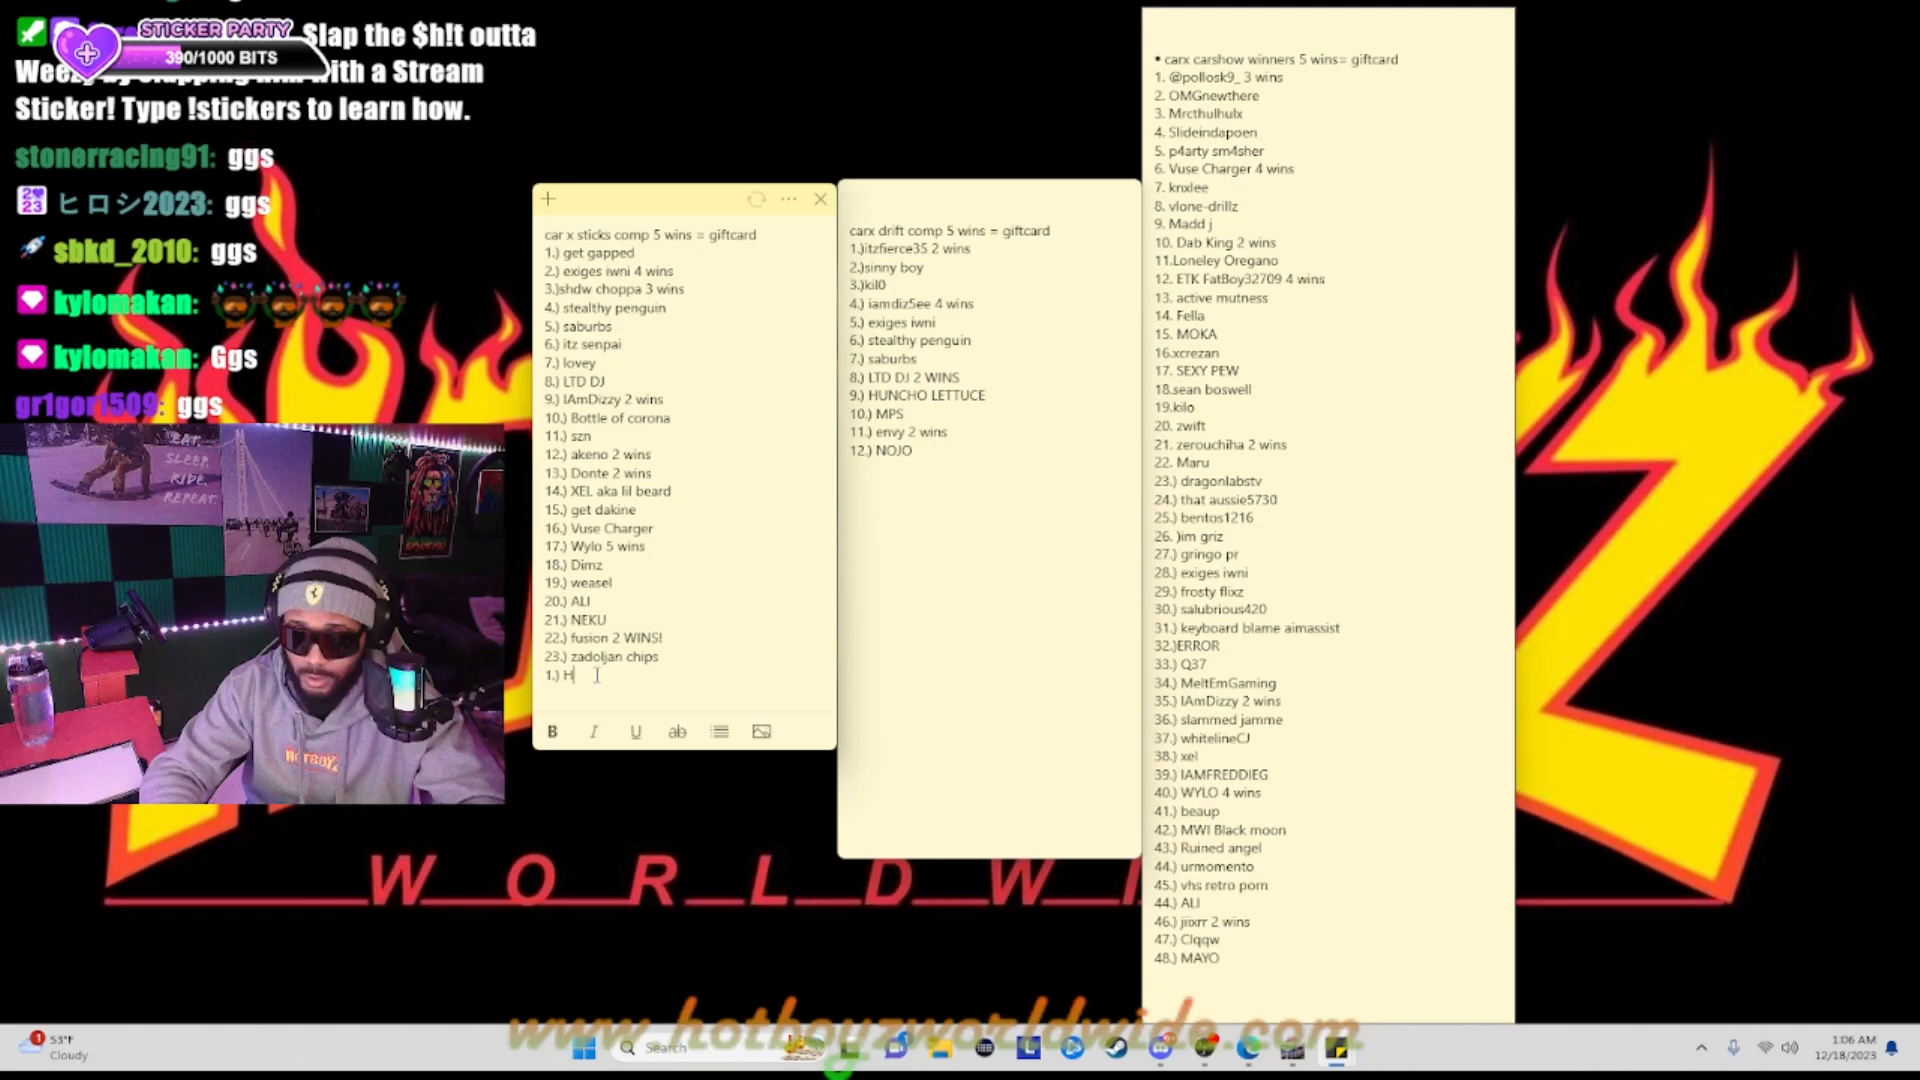 STICKER PARTY
390/1000 BITS
Slap the $h!t outta
ith a Stream
Sticker! Type !stickers to learn how.
stonerracing91: ggs
ヒロシ2023: ggs
sbkd_2010: ggs
kylomakan:
kylomakan: Ggs
gr1gor1509: ggs
EAT.
SLEEP.
RIDE.
REPEAT.
HOTBOYZ
car x sticks comp 5 wins = giftcard
1.) get gapped
2.) exiges iwni 4 wins
3.)shdw choppa 3 wins
4.) stealthy penguin
5.) saburbs
6.) itz senpai
7.) lovey
8.) LTD DJ
9.) IAmDizzy 2 wins
10.) Bottle of corona
11.) szn
12.) akeno 2 wins
13.) Donte 2 wins
14.) XEL aka lil beard
15.) get dakine
16.) Vuse Charger
17.) Wylo 5 wins
18.) Dimz
19.) weasel
20.) ALI
21.) NEKU
22.) fusion 2 WINS!
23.) zadoljan chips
1.) H
B I U ab
carx drift comp 5 wins = giftcard
1.)itzfierce35 2 wins
2.)sinny boy
3.)kil0
4.) iamdiz5ee 4 wins
5.) exiges iwni
6.) stealthy penguin
7.) saburbs
8.) LTD DJ 2 WINS
9.) HUNCHO LETTUCE
10.) MPS
11.) envy 2 wins
12.) NOJO
• carx carshow winners 5 wins= giftcard
1. @pollosk9_ 3 wins
2. OMGnewthere
3. Mrcthulhulx
4. Slideindapoen
5. p4arty sm4sher
6. Vuse Charger 4 wins
7. knxlee
8. vlone-drillz
9. Madd j
10. Dab King 2 wins
11.Loneley Oregano
12. ETK FatBoy32709 4 wins
13. active mutness
14. Fella
15. MOKA
16.xcrezan
17. SEXY PEW
18.sean boswell
19.kilo
20. zwift
21. zerouchiha 2 wins
22. Maru
23.) dragonlabstv
24.) that aussie5730
25.) bentos1216
26. )im griz
27.) gringo pr
28.) exiges iwni
29.) frosty flixz
30.) salubrious420
31.) keyboard blame aimassist
32.)ERROR
33.) Q37
34.) MeltEmGaming
35.) IAmDizzy 2 wins
36.) slammed jamme
37.) whitelineCJ
38.) xel
39.) IAMFREDDIEG
40.) WYLO 4 wins
41.) beaup
42.) MWI Black moon
43.) Ruined angel
44.) urmomento
45.) vhs retro porn
44.) ALI
46.) jiixrr 2 wins
47.) Clqqw
48.) MAYO
Z
W O R L D W I
www.hotboyzworldwide.com
1
53°F
Cloudy
Search
1:06 AM
12/18/2023